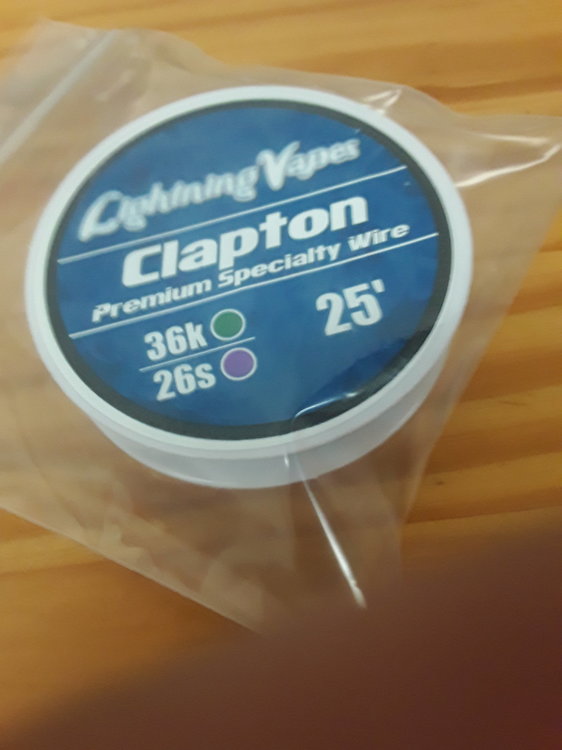 Lightning Vapes
Clapton
Premium Specialty Wire
36k
26s
25'